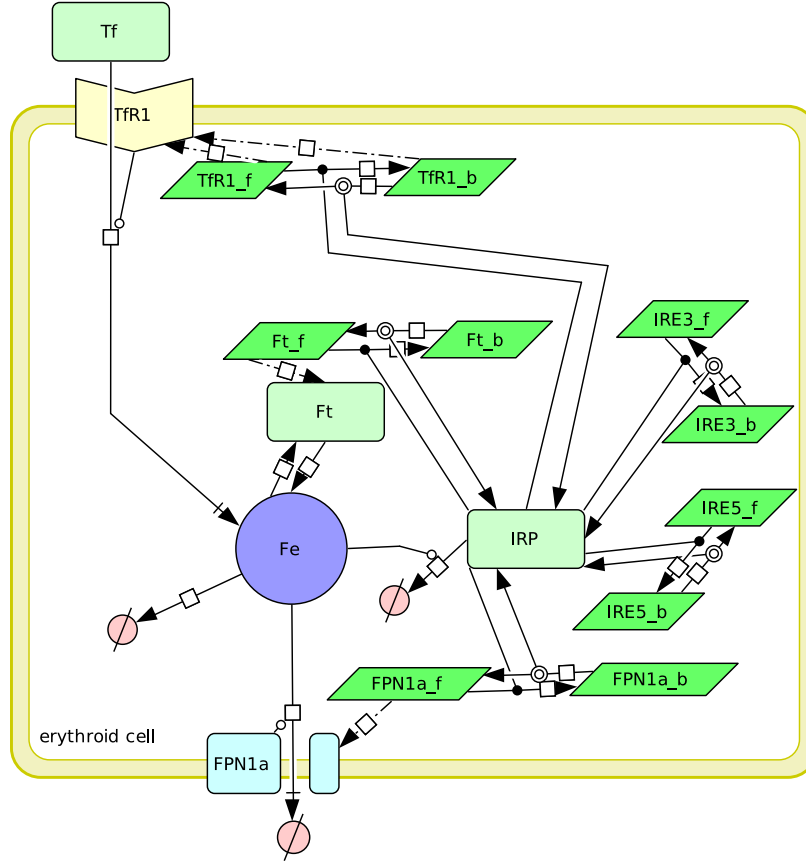 Tf
TfR1
TfR1_f
TfR1_b
IRE3_f
Ft_f
Ft_b
Ft
IRE3_b
IRE5_f
IRP
Fe
IRE5_b
FPN1a_f
FPN1a_b
erythroid cell
FPN1a